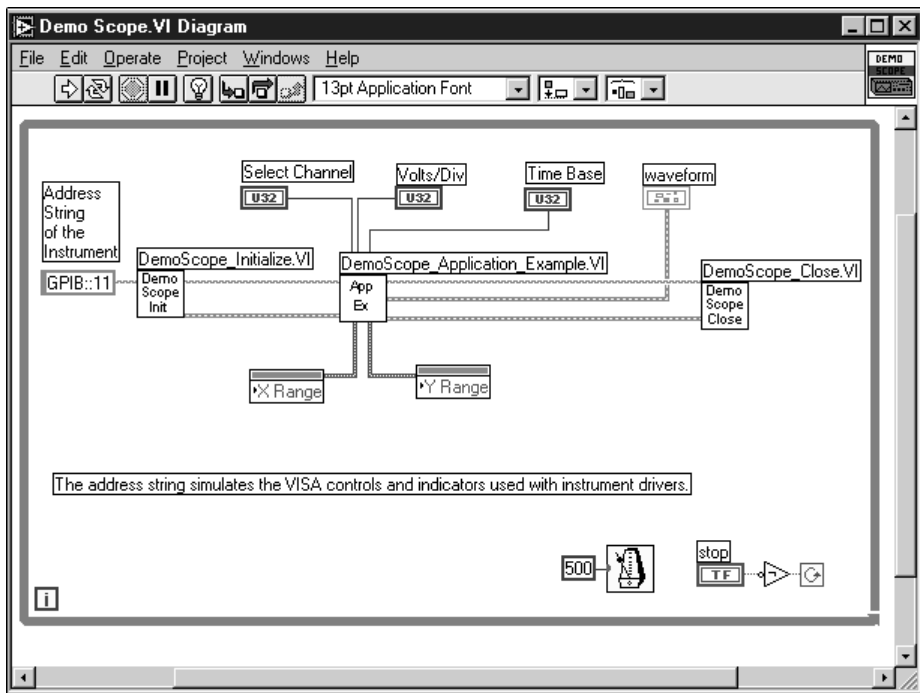 Demo Scope.VI Diagram
File Edit Operate Project Windows Help
DEMO
SCOPE
13pt Application Font
Select Channel
U32
Volts/Div
U32
Time Base
U32
waveform
Address
String
of the
Instrument
GPIB::11
DemoScope_Initialize.VI
Demo
Scope
Init
DemoScope_Application_Example.VI
App
Ex
DemoScope_Close.VI
Demo
Scope
Close
X Range
Y Range
The address string simulates the VISA controls and indicators used with instrument drivers.
500
stop
TF
i